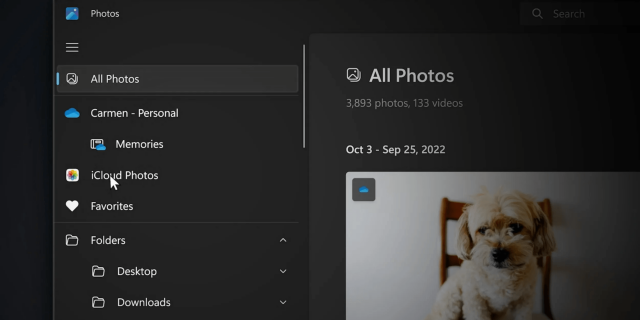 Photos
Search
All Photos
Carmen - Personal
Memories
iCloud Photos
Favorites
Folders
Desktop
Downloads
All Photos
3,893 photos, 133 videos
Oct 3 - Sep 25, 2022